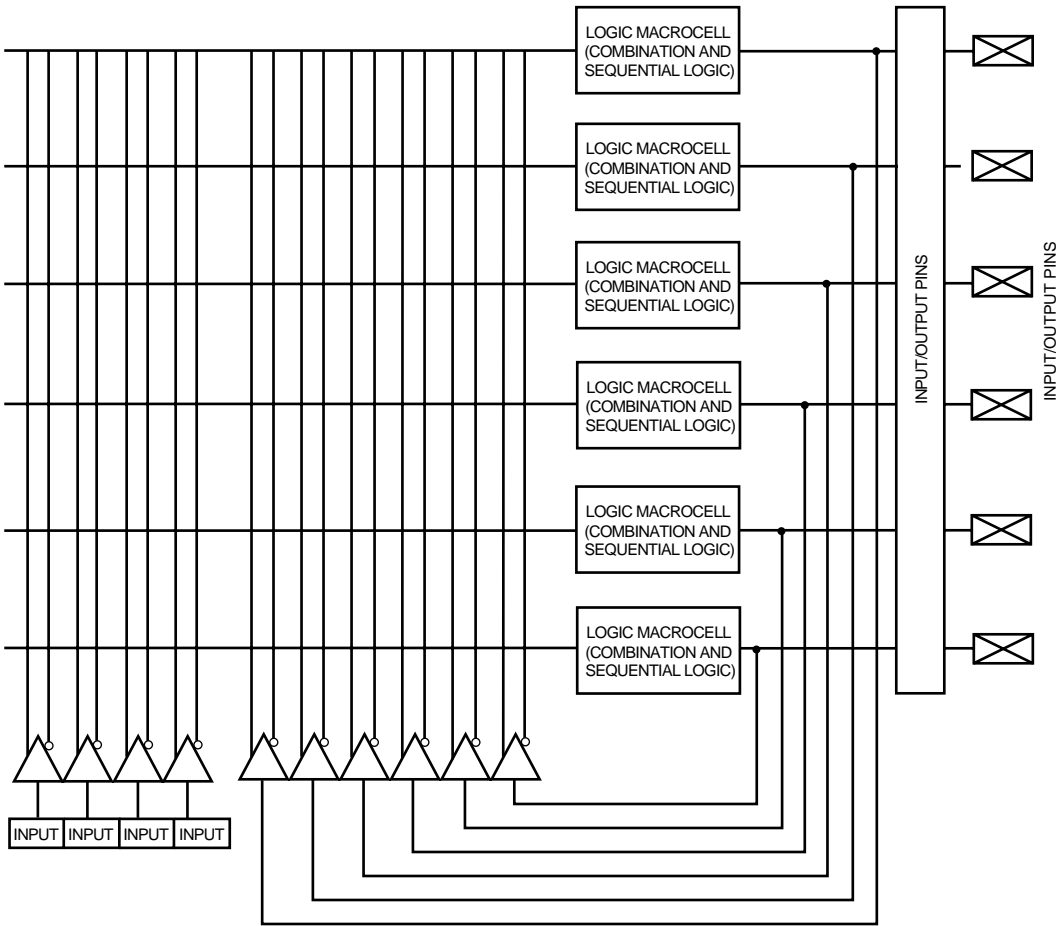 LOGIC MACROCELL
(COMBINATION AND
SEQUENTIAL LOGIC)
LOGIC MACROCELL
(COMBINATION AND
SEQUENTIAL LOGIC)
LOGIC MACROCELL
(COMBINATION AND
SEQUENTIAL LOGIC)
LOGIC MACROCELL
(COMBINATION AND
SEQUENTIAL LOGIC)
LOGIC MACROCELL
(COMBINATION AND
SEQUENTIAL LOGIC)
LOGIC MACROCELL
(COMBINATION AND
SEQUENTIAL LOGIC)
INPUT/OUTPUT PINS
INPUT/OUTPUT PINS
INPUT
INPUT
INPUT
INPUT